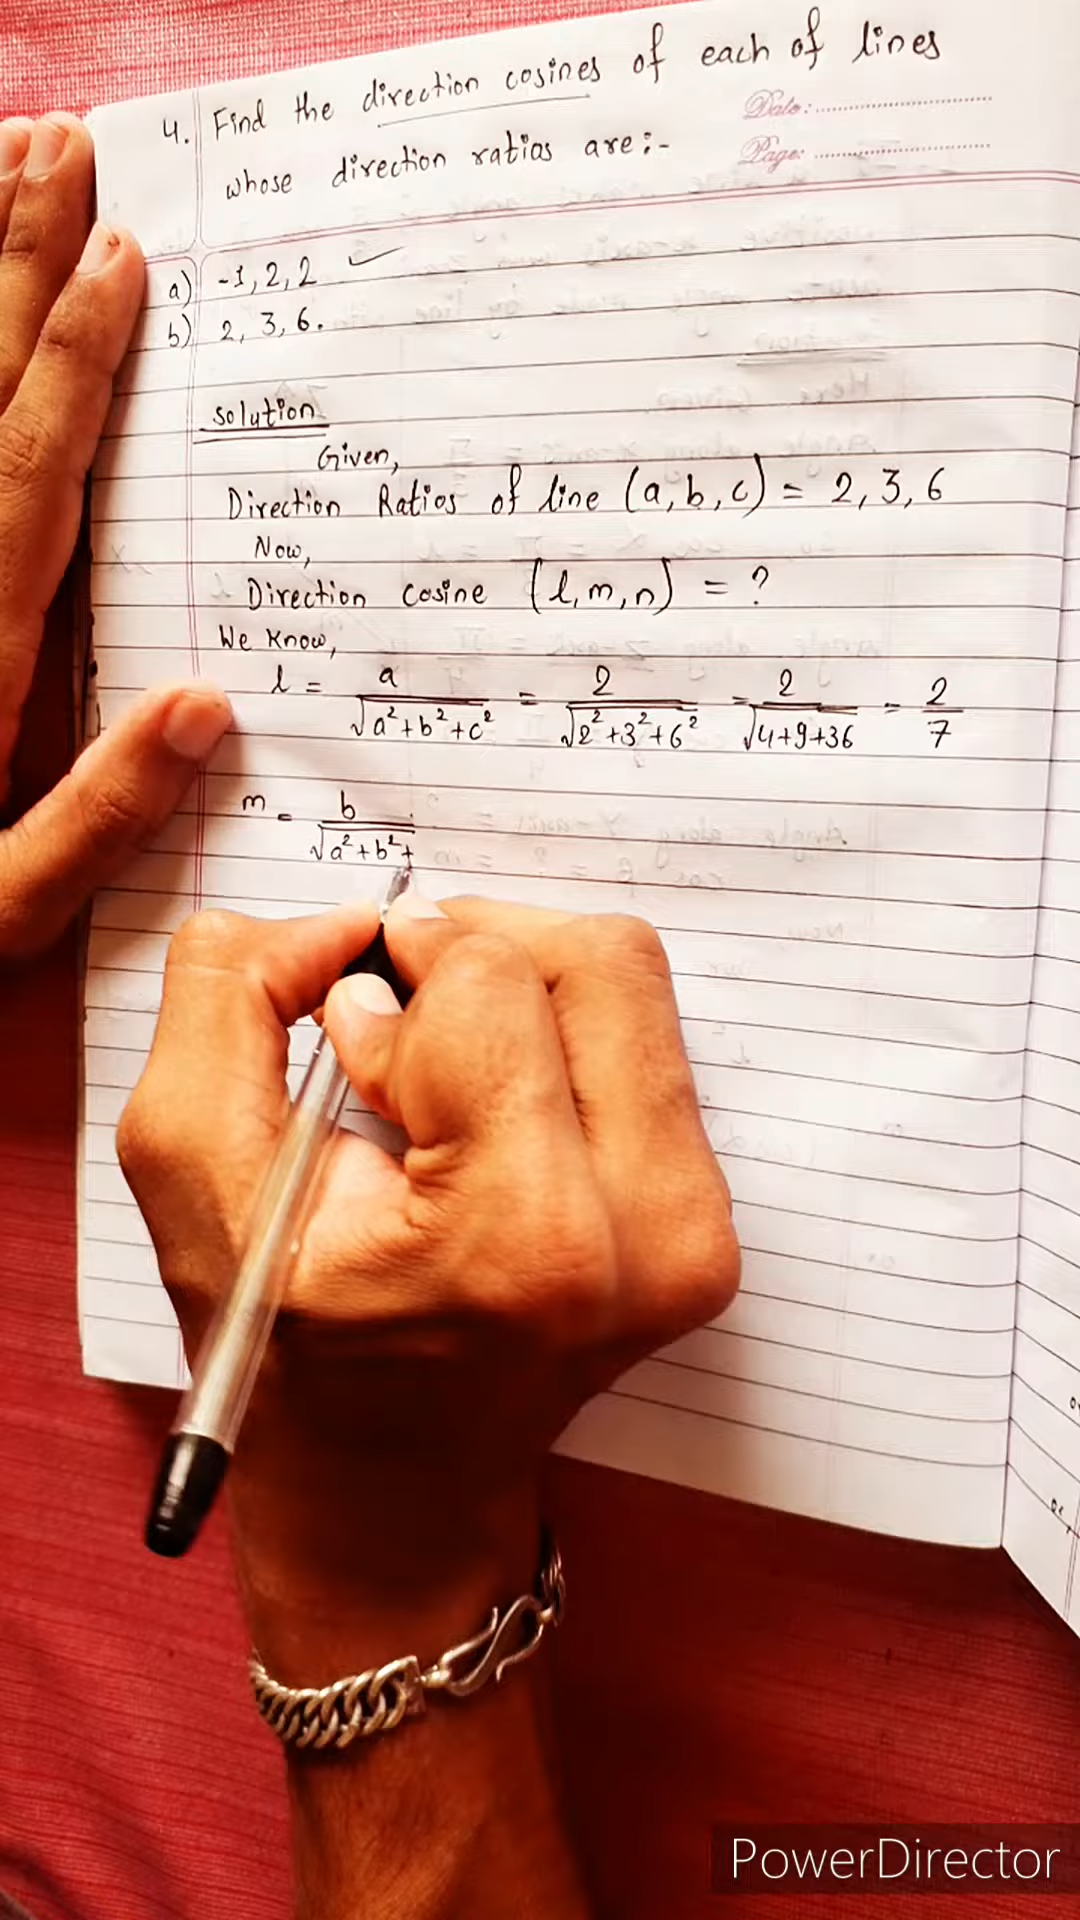 4. Find the direction cosines of each of lines
Date:
whose direction ratios are:-
Page:
a) -1, 2, 2 ✓
b) 2, 3, 6.
Solution
Given,
Direction Ratios of line (a, b, c) = 2, 3, 6
Now,
Direction cosine (l, m, n) = ?
We Know,
l = a/√a²+b²+c² = 2/√2²+3²+6² = 2/√4+9+36 = 2/7
m = b/√a²+b²+
PowerDirector